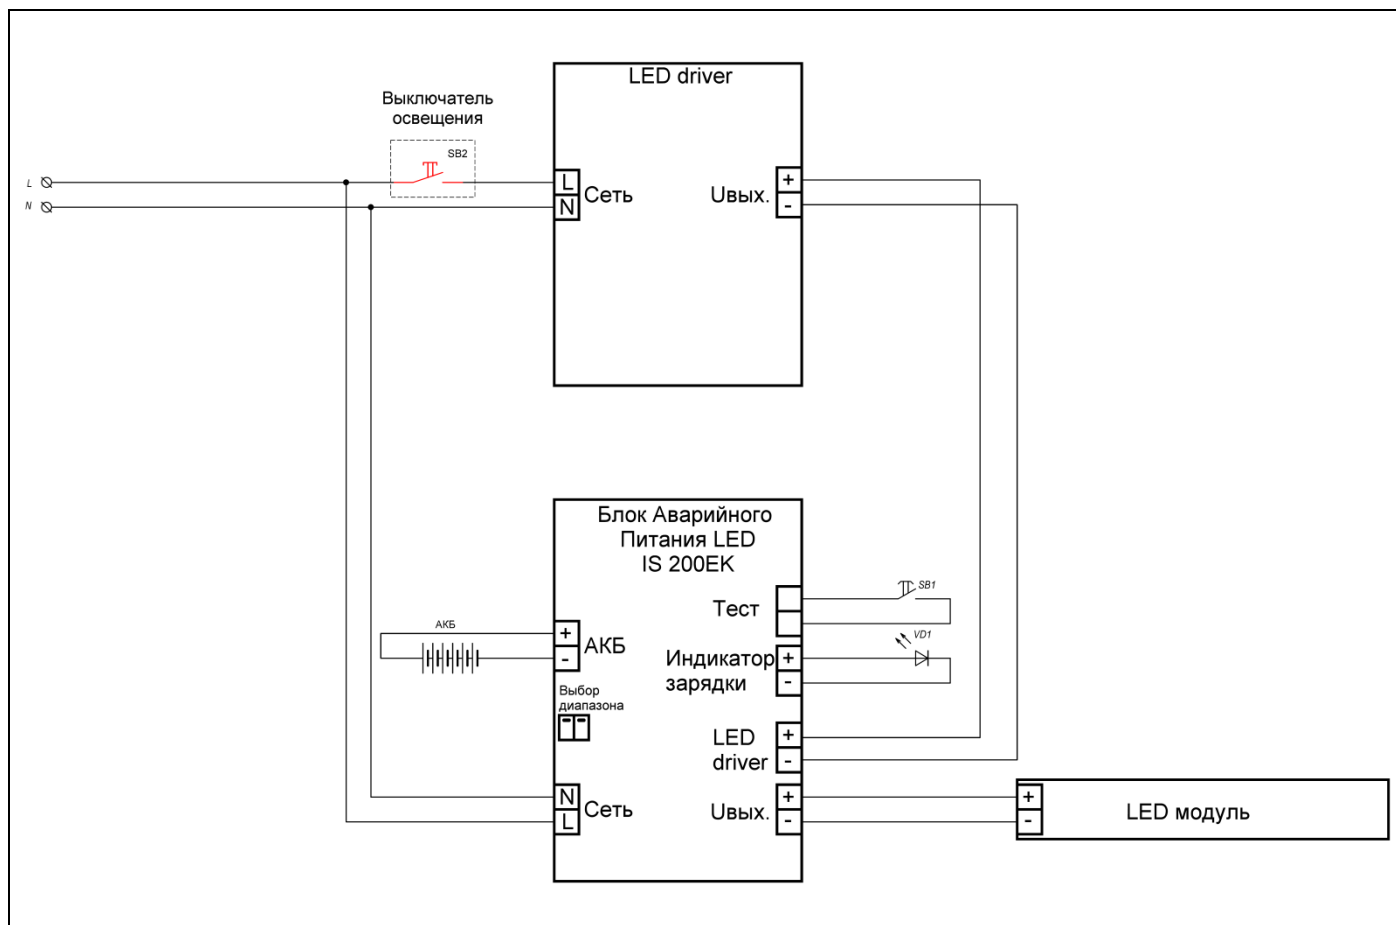 LED driver
Выключатель
освещения
SB2
L
N
L
N
Сеть
Uвых.
+
-
Блок Аварийного
Питания LED
IS 200EK
Тест
SB1
АКБ
+
-
АКБ
Индикатор
зарядки
+
-
VD1
Выбор
диапазона
LED
driver
+
-
N
L
Сеть
Uвых.
+
-
+
-
LED модуль